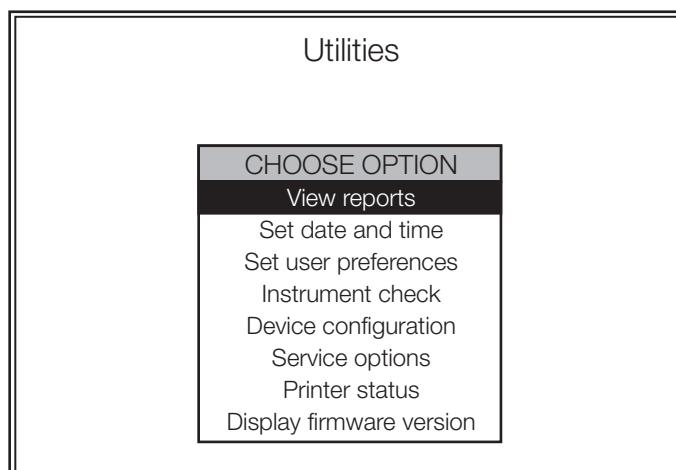 Utilities
CHOOSE OPTION
View reports
Set date and time
Set user preferences
Instrument check
Device configuration
Service options
Printer status
Display firmware version